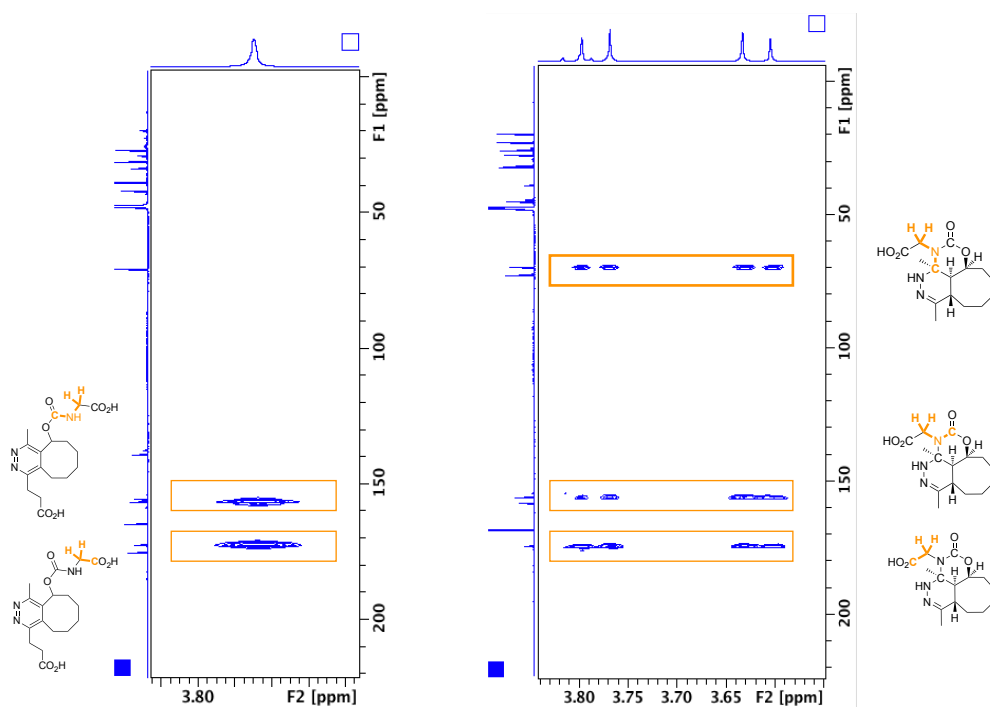 F1 [ppm]
50
100
150
200
3.80 F2 [ppm]
H H
O
C NH CO2H
O
N
N
CO2H
H H
O
NH CO2H
O
N
N
CO2H
F1 [ppm]
50
100
150
200
3.80 3.75 3.70 3.65 F2 [ppm]
H H O
HO2C N C O H
C H
HN
N
H
H H O
HO2C N C O H
C H
HN
N
H
H H O
HO2C N C O H
C H
HN
N
H